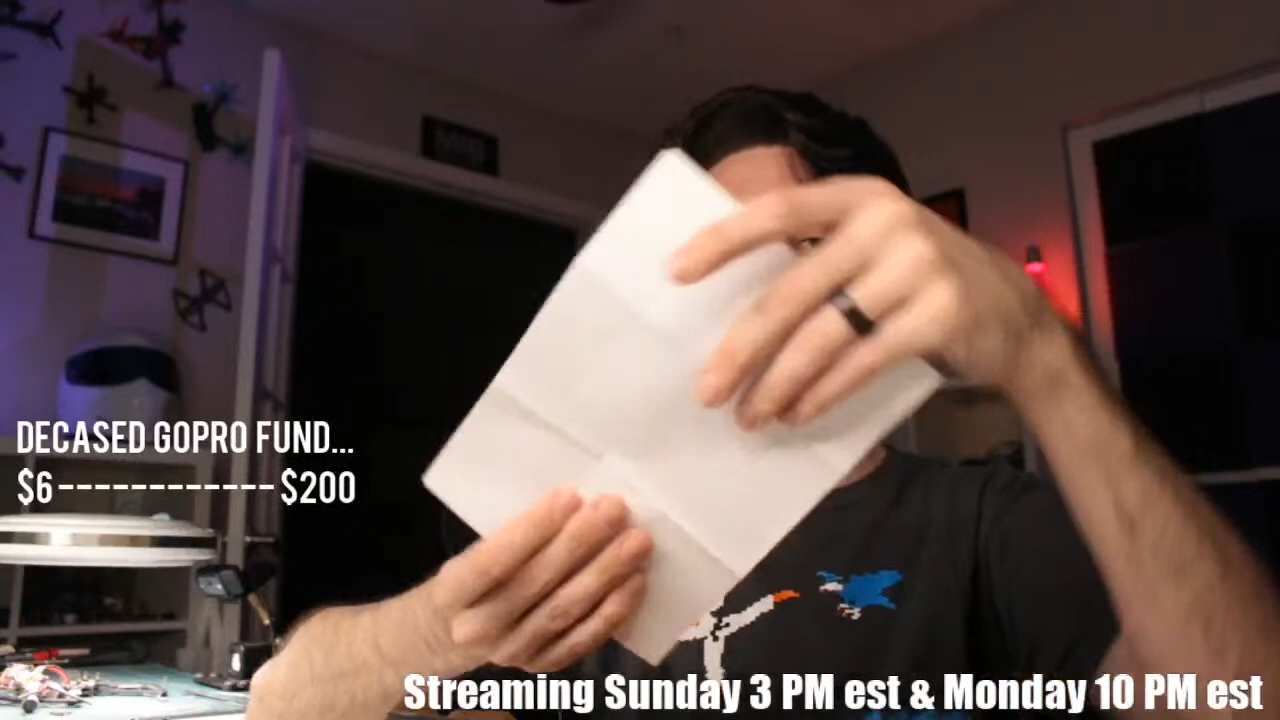 DECASED GOPRO FUND...
$6------------$200
Streaming Sunday 3 PM est & Monday 10 PM est